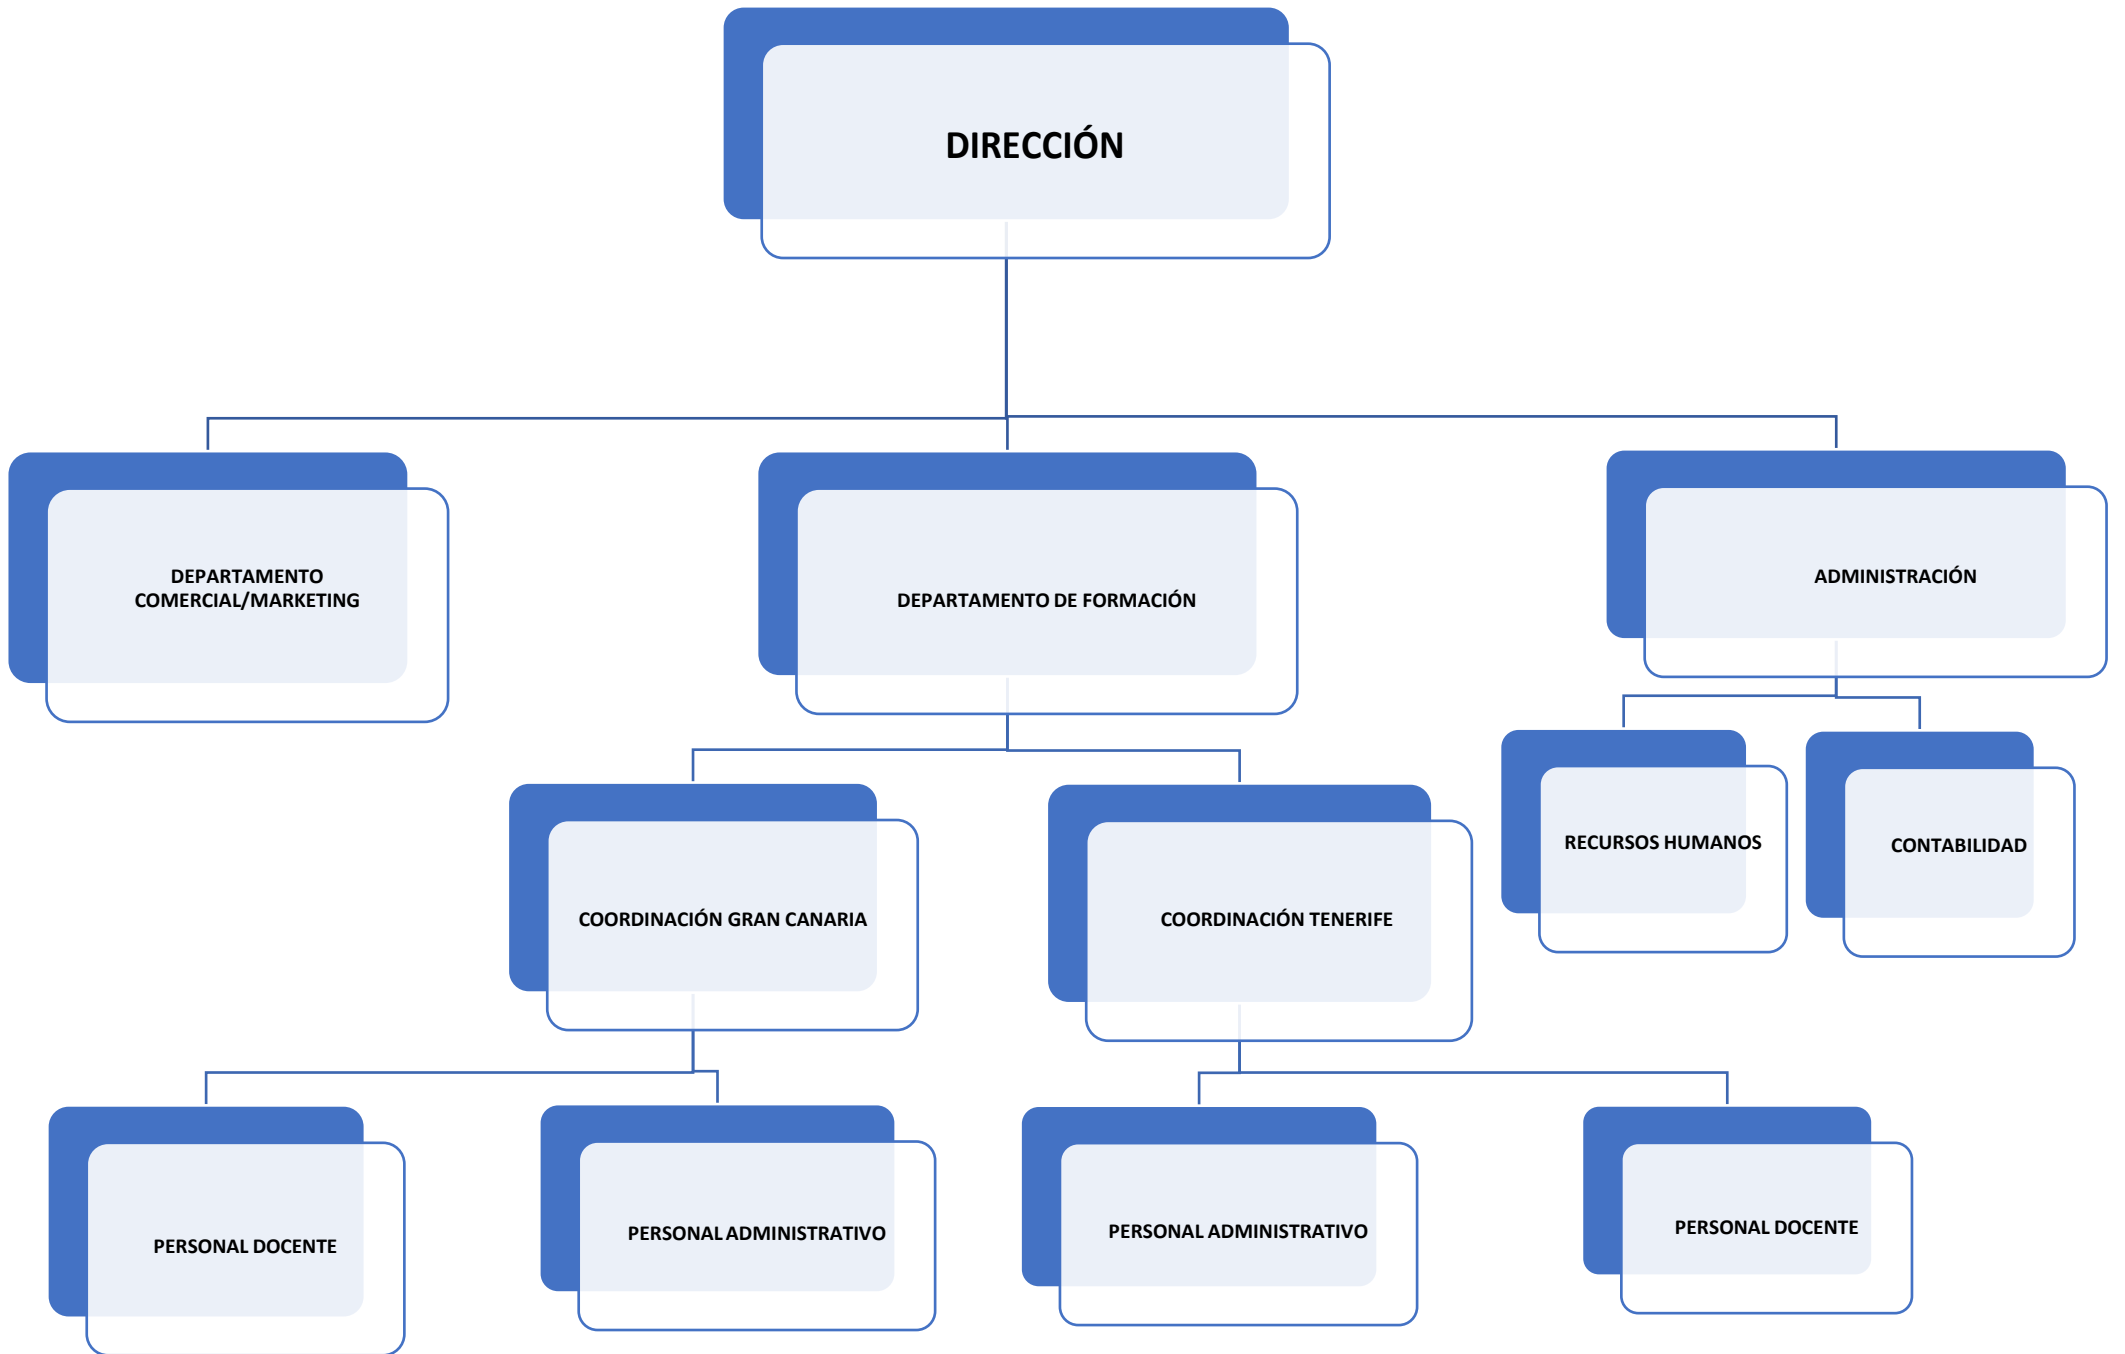 DIRECCIÓN
DEPARTAMENTO
COMERCIAL/MARKETING
DEPARTAMENTO DE FORMACIÓN
ADMINISTRACIÓN
RECURSOS HUMANOS
CONTABILIDAD
COORDINACIÓN GRAN CANARIA
COORDINACIÓN TENERIFE
PERSONAL DOCENTE
PERSONAL ADMINISTRATIVO
PERSONAL ADMINISTRATIVO
PERSONAL DOCENTE